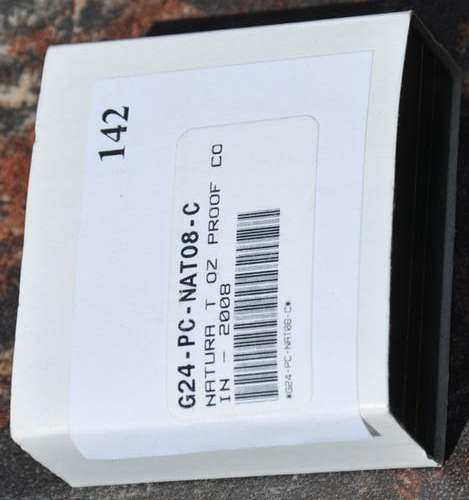 142
G24-PC-NAT08-C
NATURA T OZ PROOF CO
IN - 2008
*G24-PC-NAT08-C*